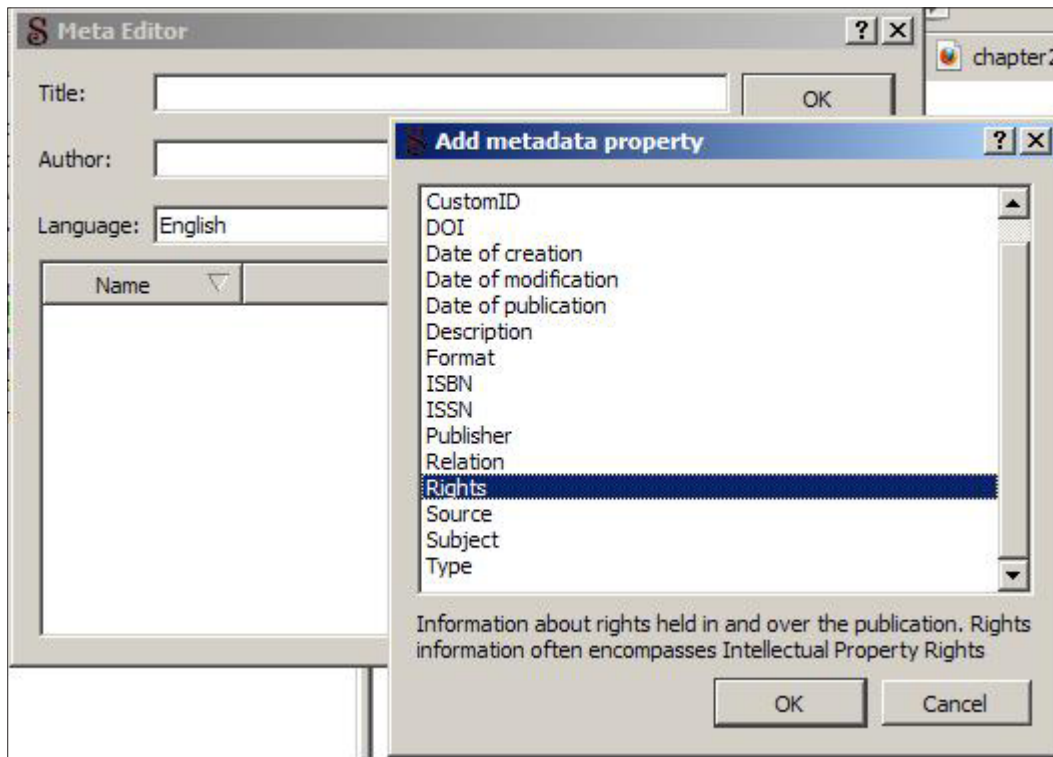 Meta Editor
chapter2
Title:
OK
Add metadata property
Author:
CustomID
DOI
Language: English
Date of creation
Date of modification
Name
Date of publication
Description
Format
ISBN
ISSN
Publisher
Relation
Rights
Source
Subject
Type
Information about rights held in and over the publication. Rights
information often encompasses Intellectual Property Rights
OK Cancel